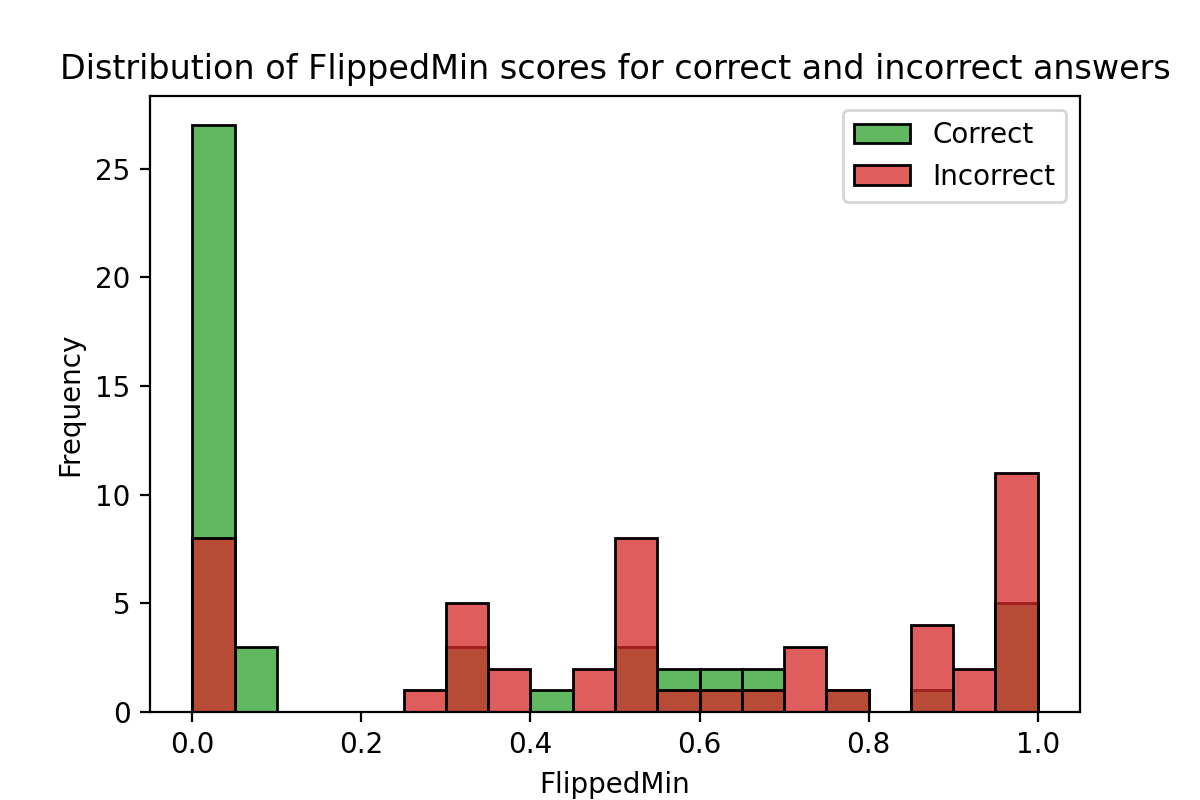 Distribution of FlippedMin scores for correct and incorrect answers
Correct
Incorrect
25
20
15
10
5
0
Frequency
0.0 0.2 0.4 0.6 0.8 1.0
FlippedMin